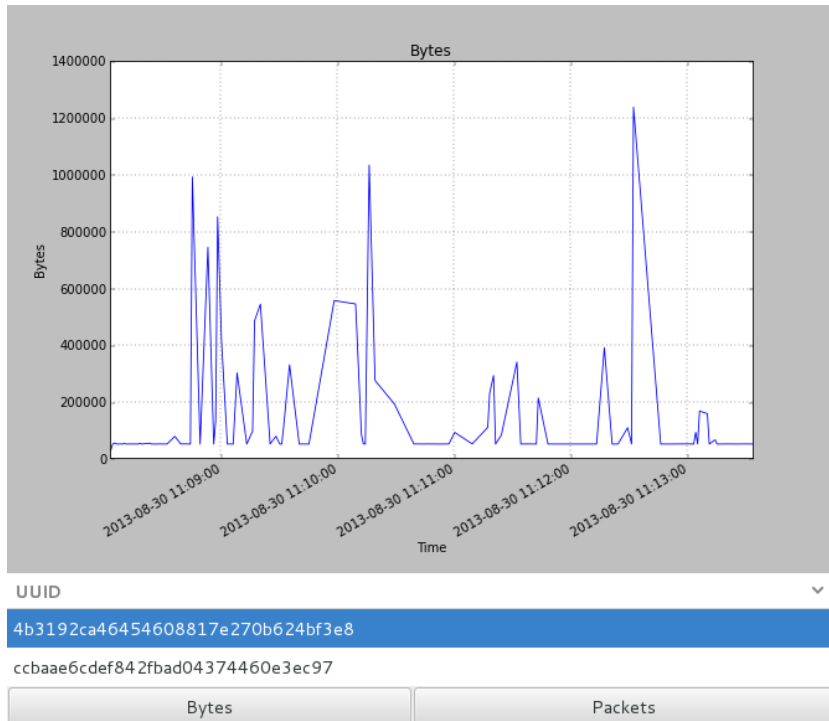 Bytes
1400000
1200000
1000000
800000
600000
400000
200000
0
Bytes
2013-08-30 11:09:00
2013-08-30 11:10:00
2013-08-30 11:11:00
2013-08-30 11:12:00
2013-08-30 11:13:00
Time
UUID
4b3192ca46454608817e270b624bf3e8
ccbaae6cdef842fbad04374460e3ec97
Bytes Packets